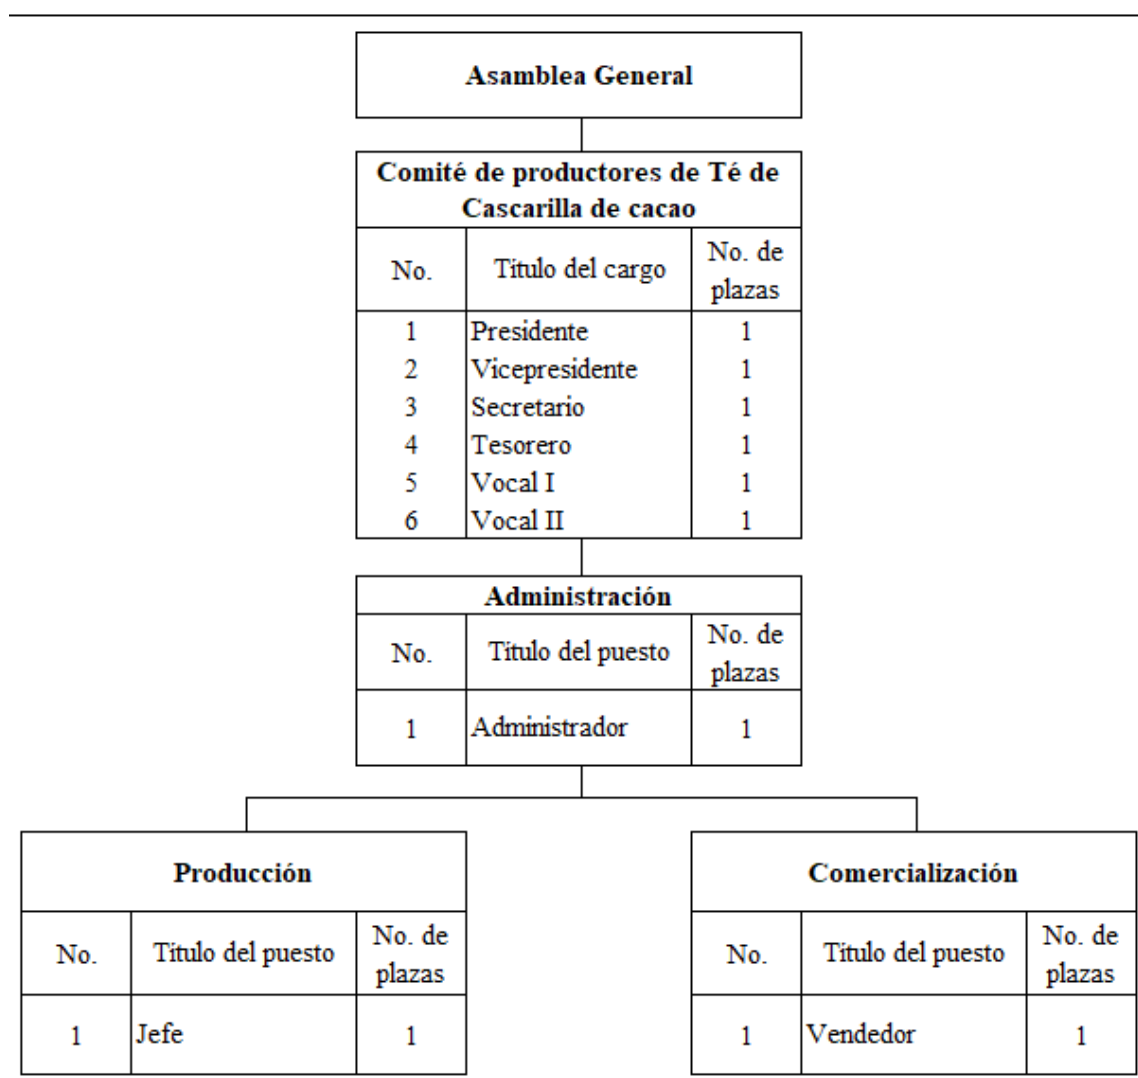 Asamblea General
Comité de productores de Té de
Cascarilla de cacao
No. Título del cargo No. de plazas
1 Presidente 1
2 Vicepresidente 1
3 Secretario 1
4 Tesorero 1
5 Vocal I 1
6 Vocal II 1
Administración
No. Título del puesto No. de plazas
1 Administrador 1
Producción
No. Título del puesto No. de plazas
1 Jefe 1
Comercialización
No. Título del puesto No. de plazas
1 Vendedor 1